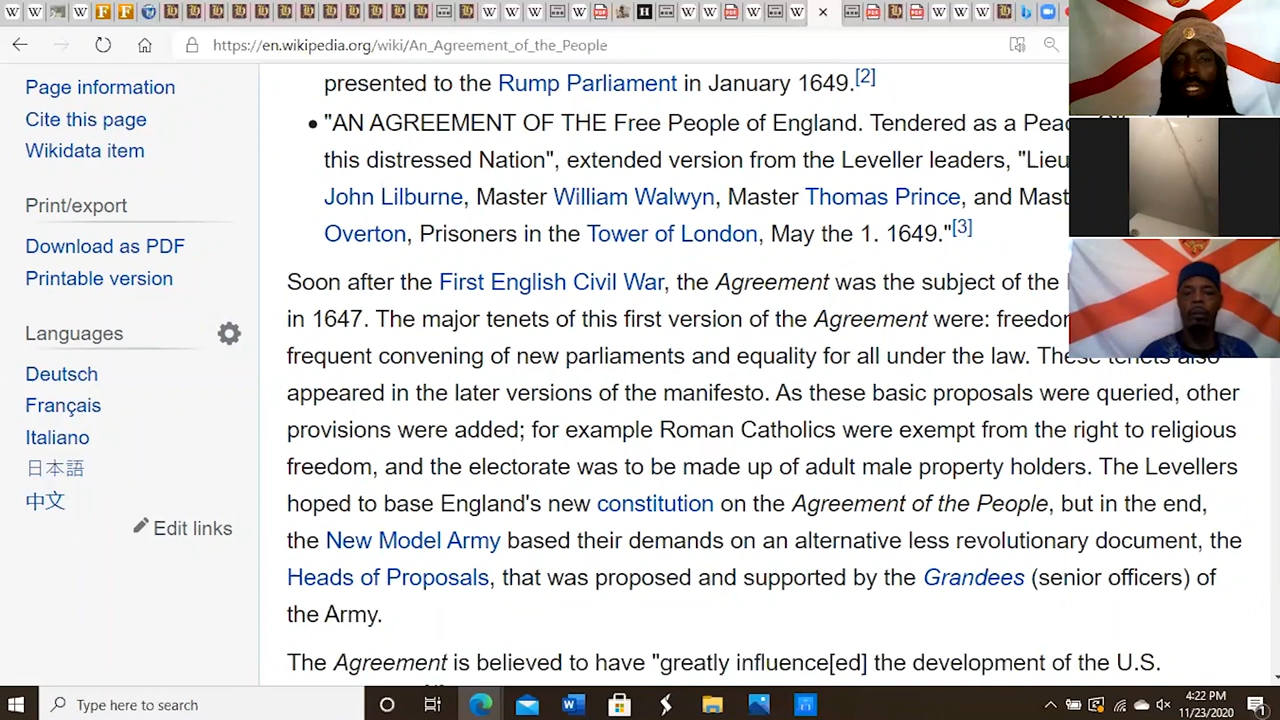 https://en.wikipedia.org/wiki/An_Agreement_of_the_People
Page information
Cite this page
Wikidata item
Print/export
Download as PDF
Printable version
Languages
Deutsch
Français
Italiano
日本語
中文
Edit links
presented to the Rump Parliament in January 1649.[2]
• "AN AGREEMENT OF THE Free People of England. Tendered as a
this distressed Nation", extended version from the Leveller leaders,
John Lilburne, Master William Walwyn, Master Thomas Prince, and
Overton, Prisoners in the Tower of London, May the 1. 1649."[3]
Soon after the First English Civil War, the Agreement was the subject of the
in 1647. The major tenets of this first version of the Agreement were:
frequent convening of new parliaments and equality for all under the law. These tenets also
appeared in the later versions of the manifesto. As these basic proposals were queried, other
provisions were added; for example Roman Catholics were exempt from the right to religious
freedom, and the electorate was to be made up of adult male property holders. The Levellers
hoped to base England's new constitution on the Agreement of the People, but in the end,
the New Model Army based their demands on an alternative less revolutionary document, the
Heads of Proposals, that was proposed and supported by the Grandees (senior officers) of
the Army.
The Agreement is believed to have "greatly influence[ed] the development of the U.S.
Type here to search
4:22 PM
11/23/2020